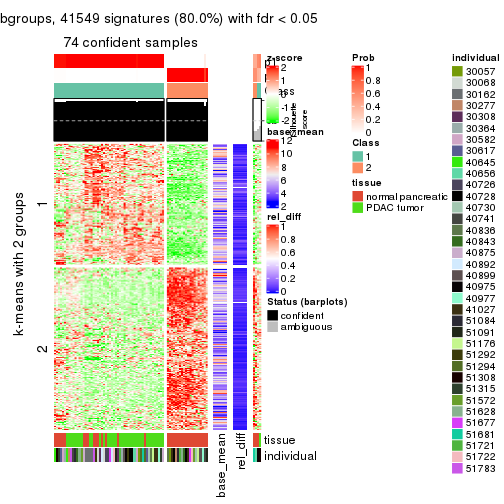 bgroups, 41549 signatures (80.0%) with fdr < 0.05
74 confident samples
z-score
2
1
-1
-2
base_mean
12
10
8
6
4
2
rel_diff
1
0.8
0.6
0.4
0.2
0
Status (barplots)
confident
ambiguous
Silhouette
score
Prob
1
0.8
0.6
0.4
0.2
0
Class
1
2
tissue
normal pancreatic
PDAC tumor
individual
30057
30068
30162
30277
30308
30364
30582
30617
40645
40656
40726
40728
40730
40741
40836
40843
40875
40892
40899
40975
40977
41027
51084
51091
51176
51292
51294
51308
51315
51572
51628
51677
51681
51721
51722
51783
k-means with 2 groups
1
2
tissue
individual
base_mean
rel_diff